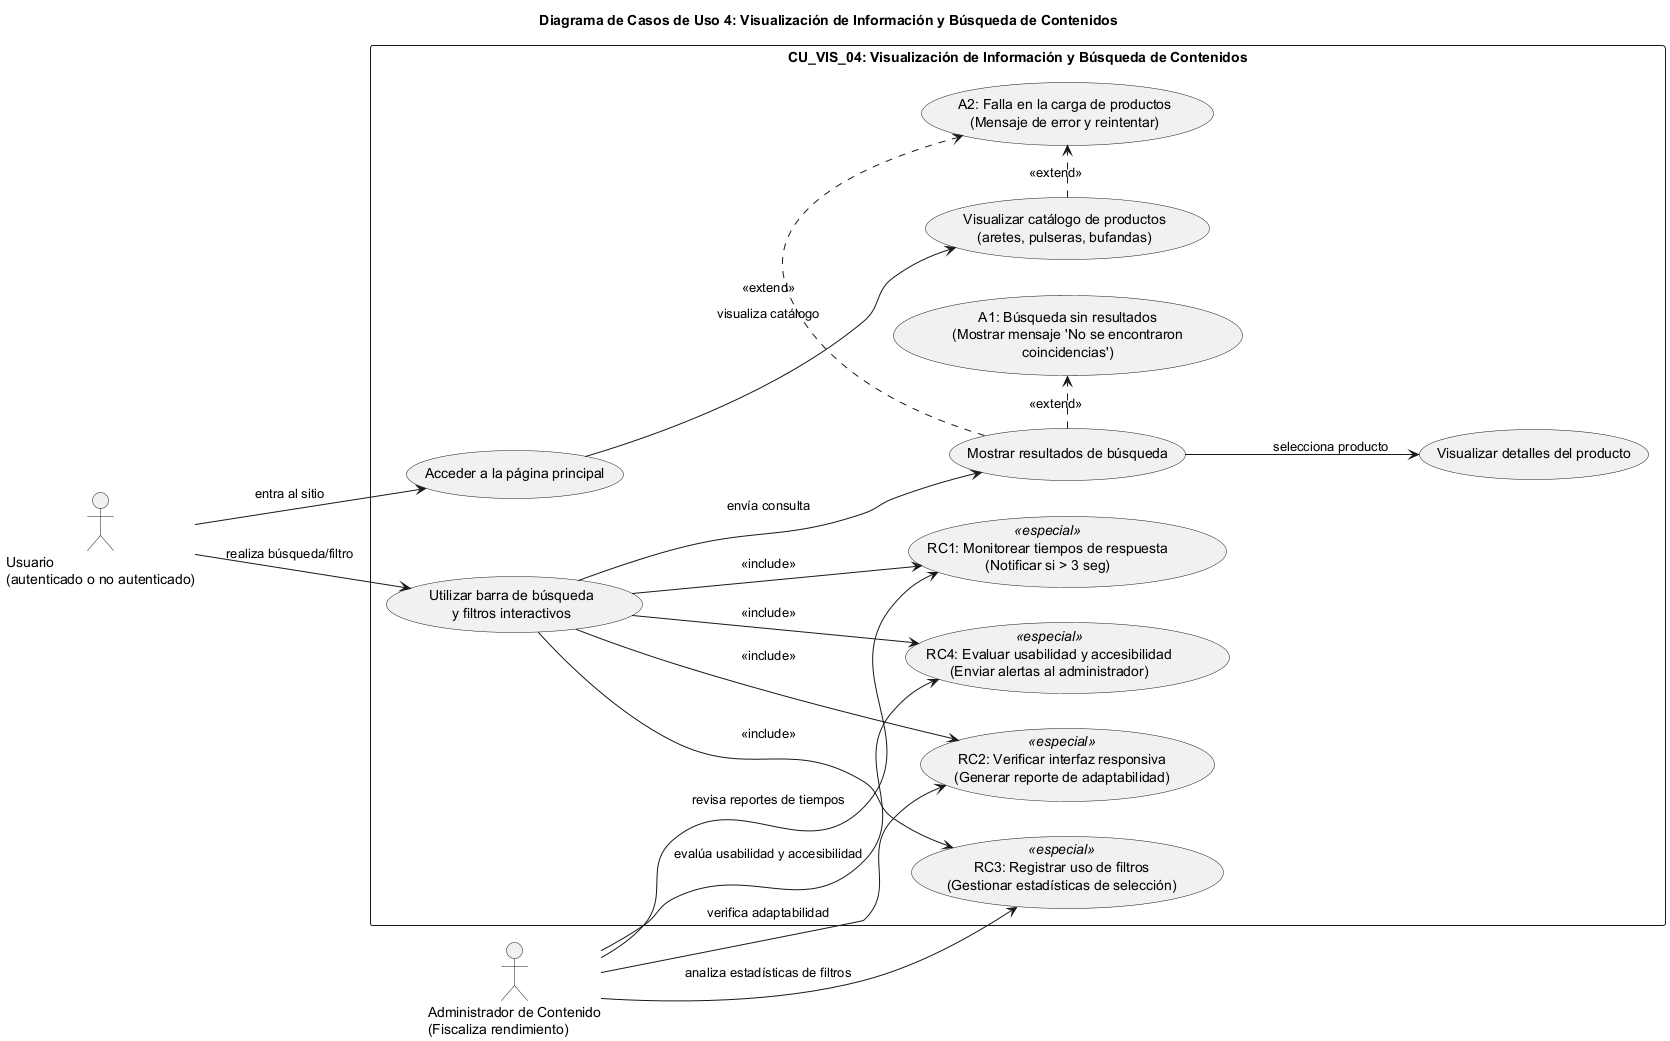 Diagrama de Casos de Uso 4: Visualización de Información y Búsqueda de Contenidos
CU_VIS_04: Visualización de Información y Búsqueda de Contenidos
A2: Falla en la carga de productos
(Mensaje de error y reintentar)
«extend»
Visualizar catálogo de productos
(aretes, pulseras, bufandas)
«extend»
visualiza catálogo
A1: Búsqueda sin resultados
(Mostrar mensaje 'No se encontraron
coincidencias')
«extend»
Mostrar resultados de búsqueda
selecciona producto
Visualizar detalles del producto
Acceder a la página principal
entra al sitio
envía consulta
Usuario
(autenticado o no autenticado)
realiza búsqueda/filtro
Utilizar barra de búsqueda
y filtros interactivos
«include»
«especial»
RC1: Monitorear tiempos de respuesta
(Notificar si > 3 seg)
«include»
«especial»
RC4: Evaluar usabilidad y accesibilidad
(Enviar alertas al administrador)
«include»
«include»
«especial»
RC2: Verificar interfaz responsiva
(Generar reporte de adaptabilidad)
revisa reportes de tiempos
evalúa usabilidad y accesibilidad
«especial»
RC3: Registrar uso de filtros
(Gestionar estadísticas de selección)
verifica adaptabilidad
analiza estadísticas de filtros
Administrador de Contenido
(Fiscaliza rendimiento)